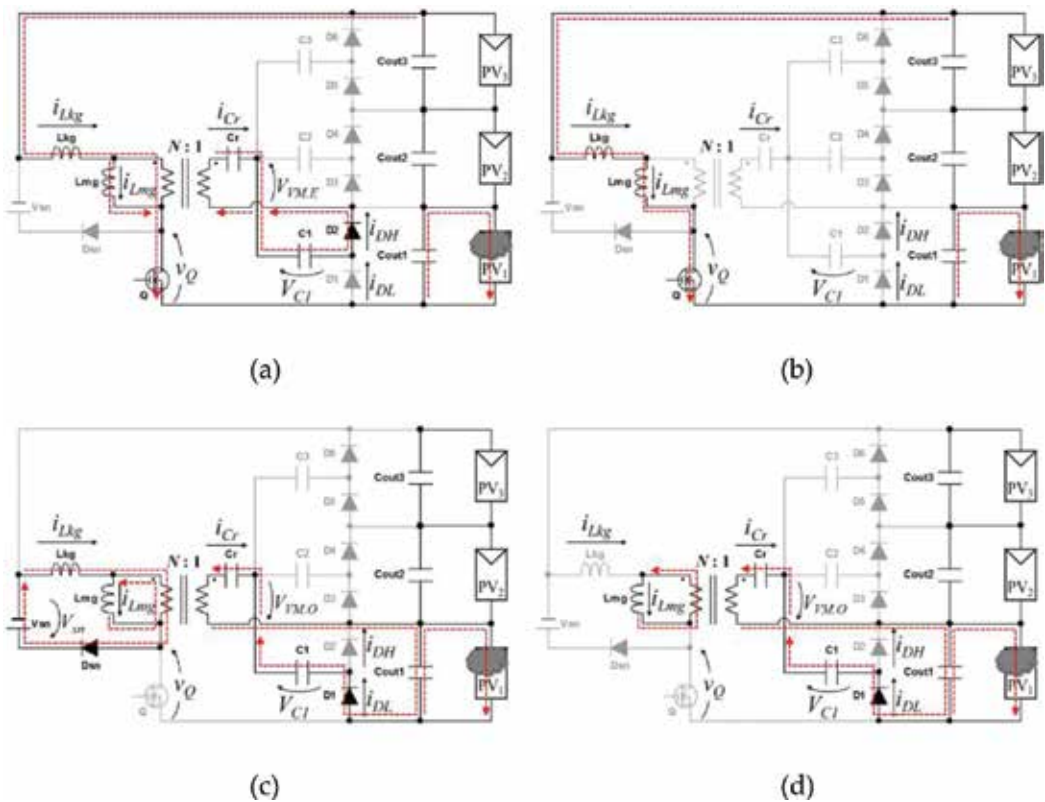 C3 D6 Cout3 PV3
D5
iLkg iCr
Lkg N : 1 Cr C2 D4 Cout2 PV2
Lmg iLmg VVM.E D3
Vsn D2 iDH
Dsn vQ C1 Cout1 PV1
Q VC1 D1 iDL
(a)
C3 D6 Cout3 PV3
D5
iLkg iCr
Lkg N : 1 Cr C2 D4 Cout2 PV2
Lmg iLmg D3
Vsn D2 iDH
Dsn vQ C1 Cout1 PV1
Q VC1 D1 iDL
(b)
C3 D6 Cout3 PV3
D5
iLkg iCr
Lkg N : 1 Cr C2 D4 Cout2 PV2
Lmg iLmg VVM.O D3
Vsn Vsn D2 iDH
Dsn vQ C1 Cout1 PV1
Q VC1 D1 iDL
(c)
C3 D6 Cout3 PV3
D5
iLkg iCr
Lkg N : 1 Cr C2 D4 Cout2 PV2
Lmg iLmg VVM.O D3
Vsn D2 iDH
Dsn vQ C1 Cout1 PV1
Q VC1 D1 iDL
(d)